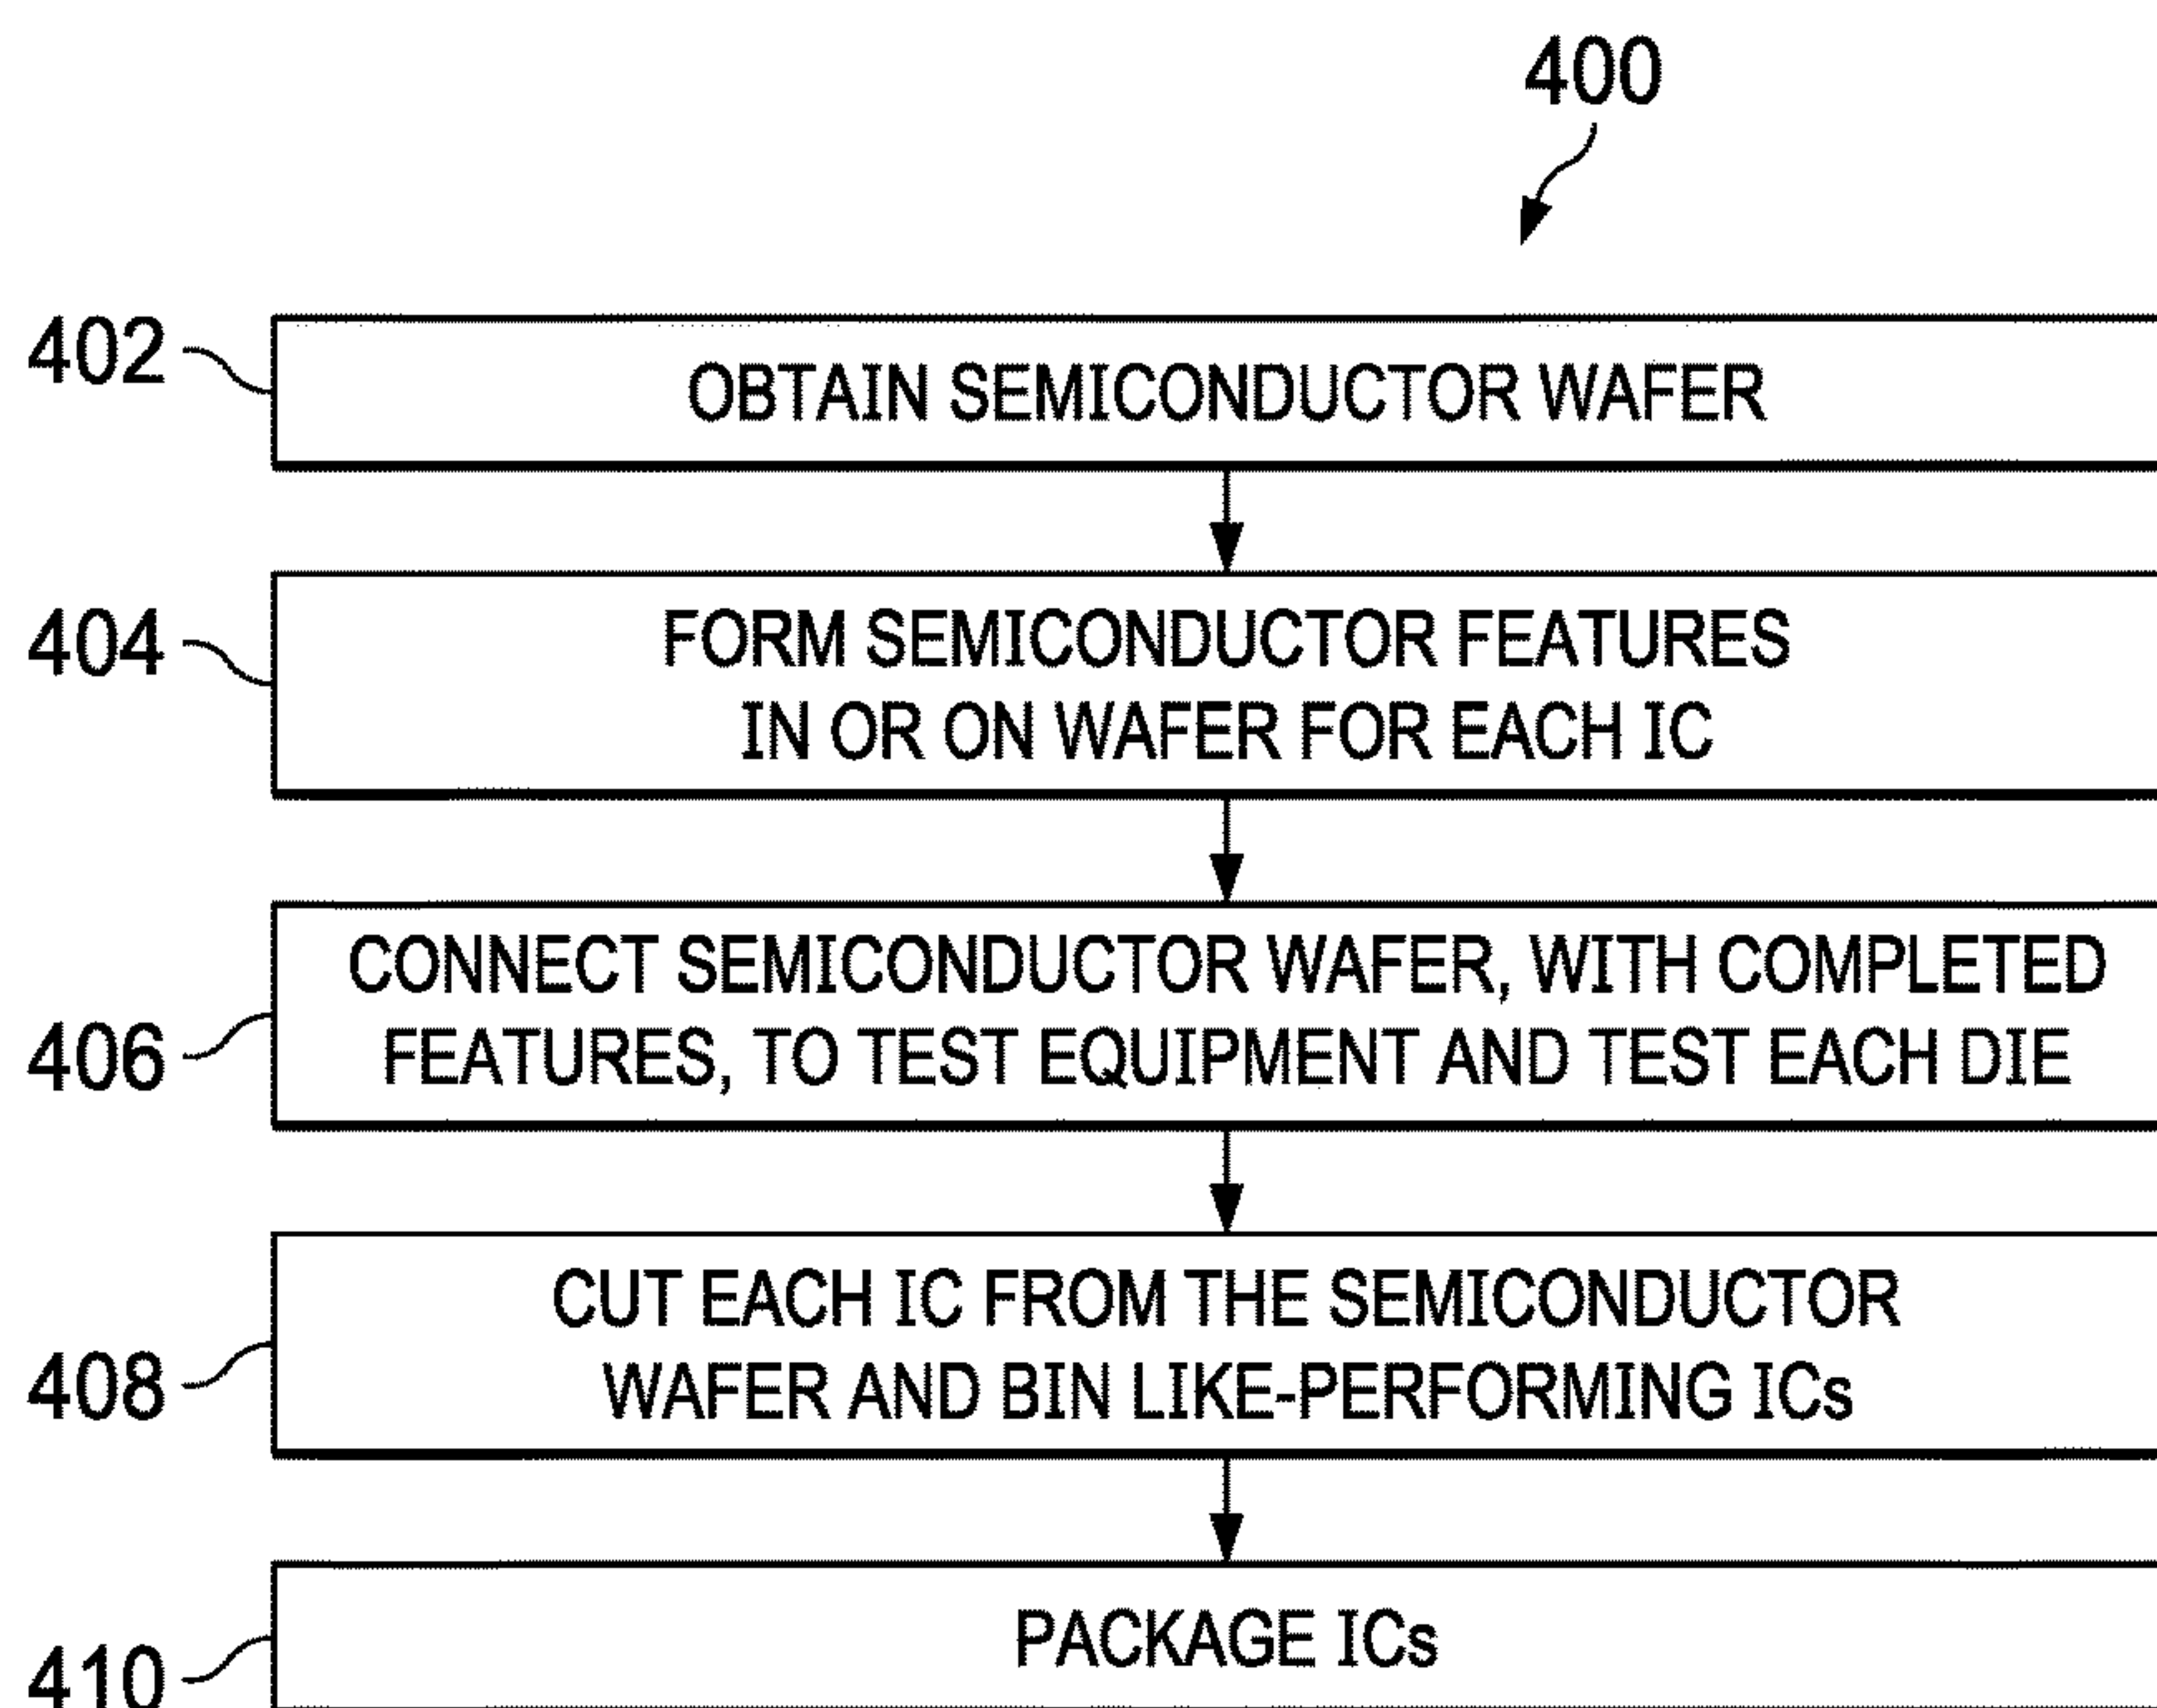 400
402
OBTAIN SEMICONDUCTOR WAFER
404
FORM SEMICONDUCTOR FEATURES
IN OR ON WAFER FOR EACH IC
406
CONNECT SEMICONDUCTOR WAFER, WITH COMPLETED
FEATURES, TO TEST EQUIPMENT AND TEST EACH DIE
408
CUT EACH IC FROM THE SEMICONDUCTOR
WAFER AND BIN LIKE-PERFORMING ICs
410
PACKAGE ICs